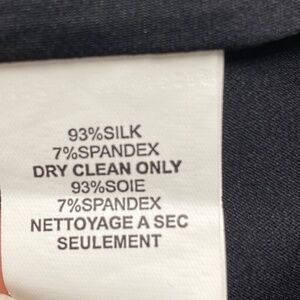 93%SILK
7%SPANDEX
DRY CLEAN ONLY
93%SOIE
7%SPANDEX
NETTOYAGE A SEC
SEULEMENT